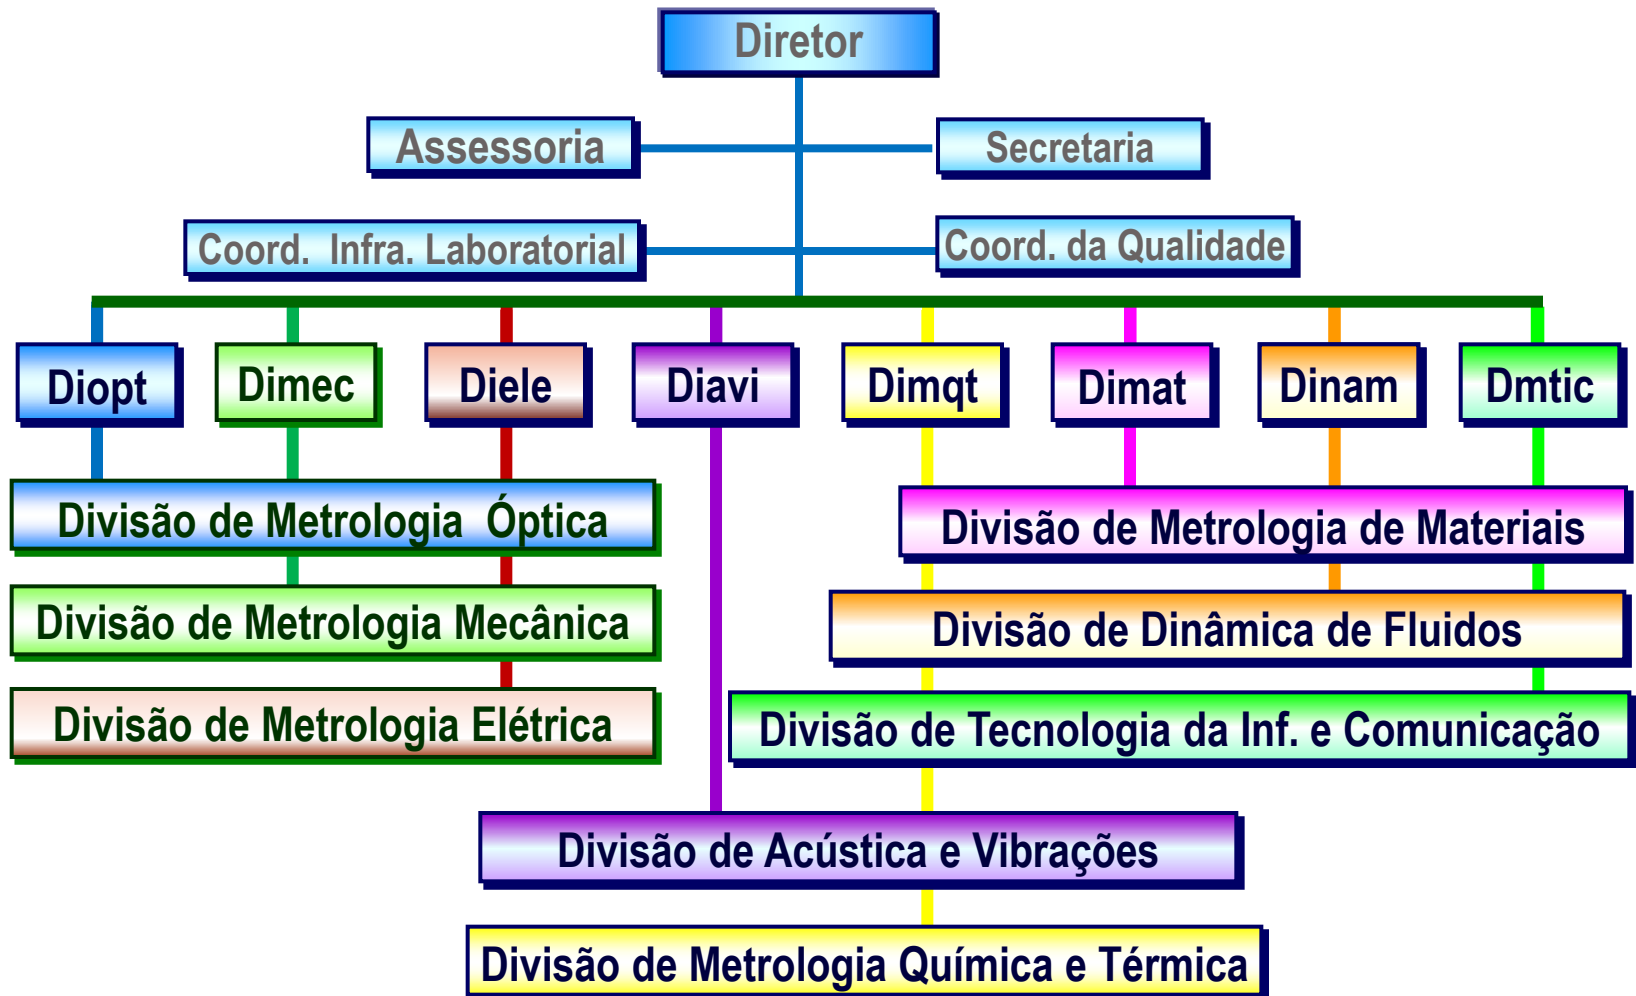 Diretor
Assessoria
Secretaria
Coord. Infra. Laboratorial
Coord. da Qualidade
Diopt
Dimec
Diele
Diavi
Dimqt
Dimat
Dinam
Dmtic
Divisão de Metrologia Óptica
Divisão de Metrologia de Materiais
Divisão de Metrologia Mecânica
Divisão de Dinâmica de Fluidos
Divisão de Metrologia Elétrica
Divisão de Tecnologia da Inf. e Comunicação
Divisão de Acústica e Vibrações
Divisão de Metrologia Química e Térmica